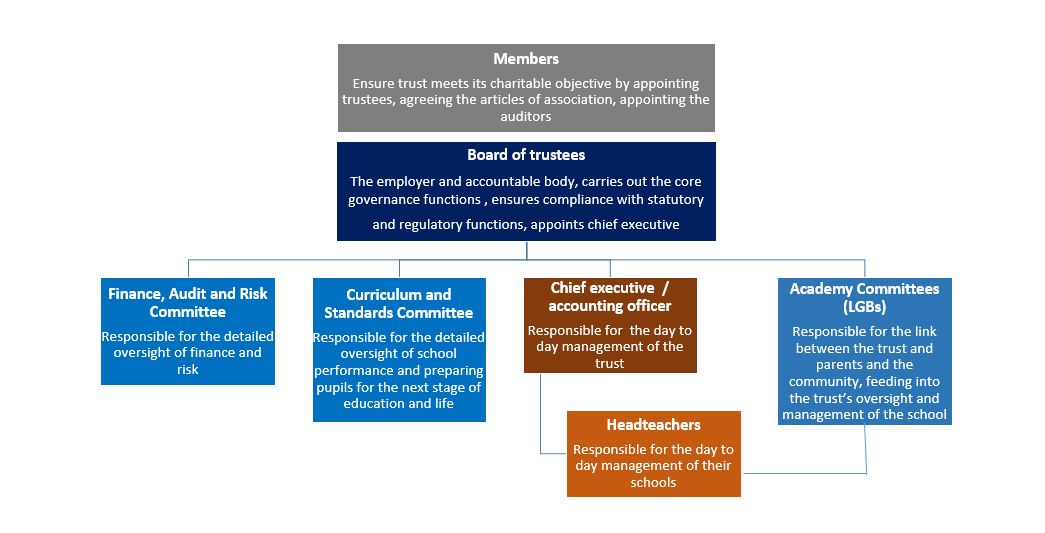 Members
Ensure trust meets its charitable objective by appointing
trustees, agreeing the articles of association, appointing the
auditors
Board of trustees
The employer and accountable body, carries out the core
governance functions , ensures compliance with statutory
and regulatory functions, appoints chief executive
Finance, Audit and Risk
Committee
Responsible for the detailed
oversight of finance and
risk
Curriculum and
Standards Committee
Responsible for the detailed
oversight of school
performance and preparing
pupils for the next stage of
education and life
Chief executive /
accounting officer
Responsible for the day to
day management of the
trust
Academy Committees
(LGBs)
Responsible for the link
between the trust and
parents and the
community, feeding into
the trust’s oversight and
management of the school
Headteachers
Responsible for the day to
day management of their
schools